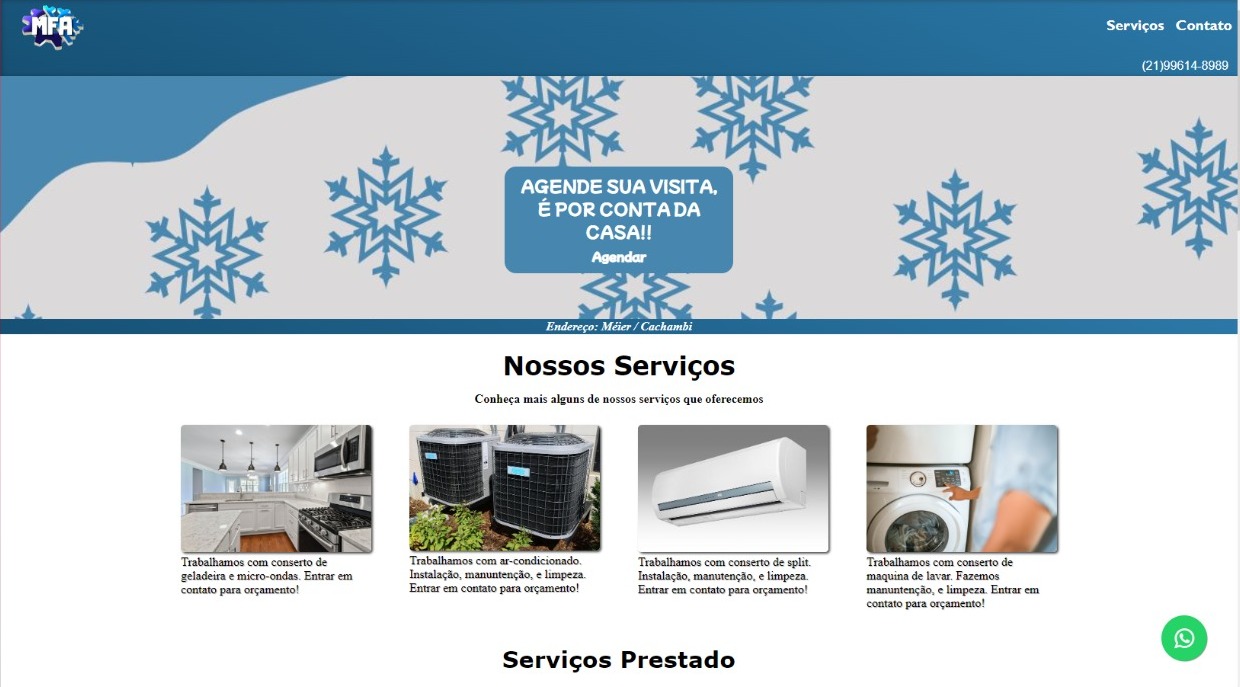 MFA
Serviços Contato
(21)99614-8989
AGENDE SUA VISITA,
É POR CONTA DA
CASA!!
Agendar
Endereço: Méier / Cachambi
Nossos Serviços
Conheça mais alguns de nossos serviços que oferecemos
Trabalhamos com conserto de
geladeira e micro-ondas. Entrar em
contato para orçamento!
Trabalhamos com ar-condicionado.
Instalação, manuntenção, e limpeza.
Entrar em contato para orçamento!
Trabalhamos com conserto de split.
Instalação, manutenção, e limpeza.
Entrar em contato para orçamento!
Trabalhamos com conserto de
maquina de lavar. Fazemos
manuntenção, e limpeza. Entrar em
contato para orçamento!
Serviços Prestado